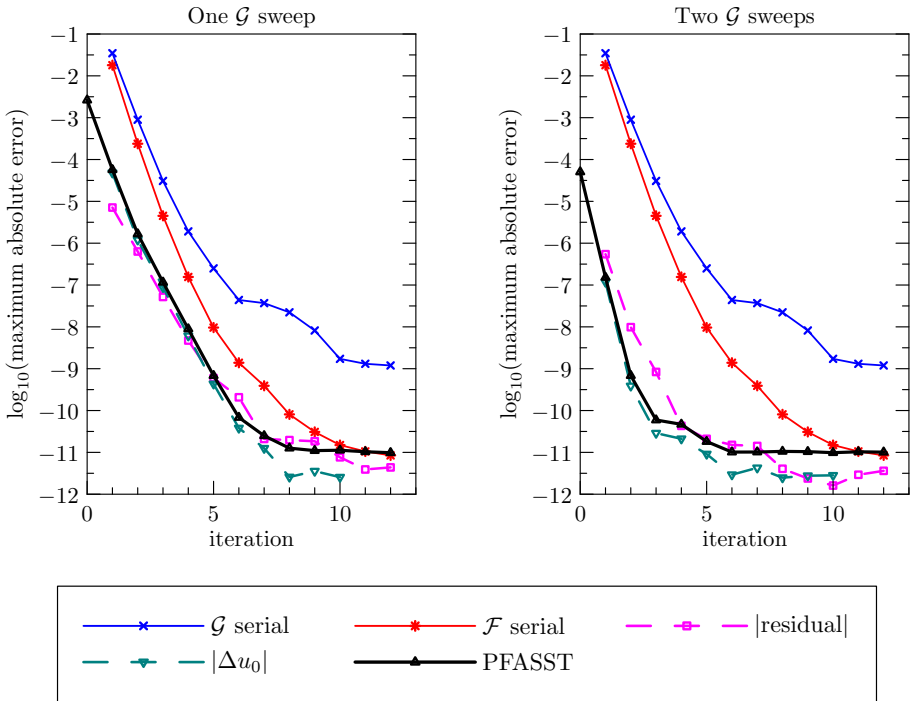 One 𝒢 sweep
Two 𝒢 sweeps
log₁₀(maximum absolute error)
−1
−2
−3
−4
−5
−6
−7
−8
−9
−10
−11
−12
0
5
10
iteration
log₁₀(maximum absolute error)
−1
−2
−3
−4
−5
−6
−7
−8
−9
−10
−11
−12
0
5
10
iteration
𝒢 serial
ℱ serial
|residual|
|Δu₀|
PFASST